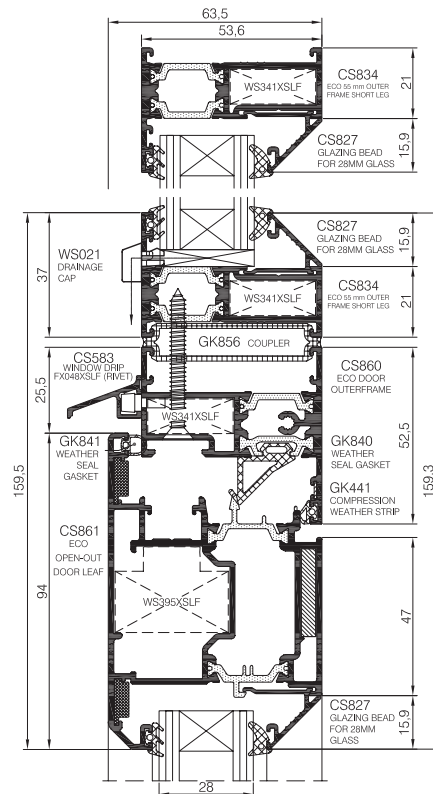 63,5
53,6
WS341XSLF
CS834
ECO 55 mm OUTER
FRAME SHORT LEG
21
CS827
GLAZING BEAD
FOR 28MM GLASS
15,9
CS827
GLAZING BEAD
FOR 28MM GLASS
15,9
WS021
DRAINAGE
CAP
37
WS341XSLF
CS834
ECO 55 mm OUTER
FRAME SHORT LEG
21
GK856 COUPLER
CS583
WINDOW DRIP
FX048XSLF (RIVET)
25,5
CS860
ECO DOOR
OUTERFRAME
WS341XSLF
52,5
GK841
WEATHER
SEAL
GASKET
GK840
WEATHER
SEAL GASKET
159,5
159.3
GK441
COMPRESSION
WEATHER STRIP
CS861
ECO
OPEN-OUT
DOOR LEAF
94
WS395XSLF
47
CS827
GLAZING BEAD
FOR 28MM
GLASS
15,9
28